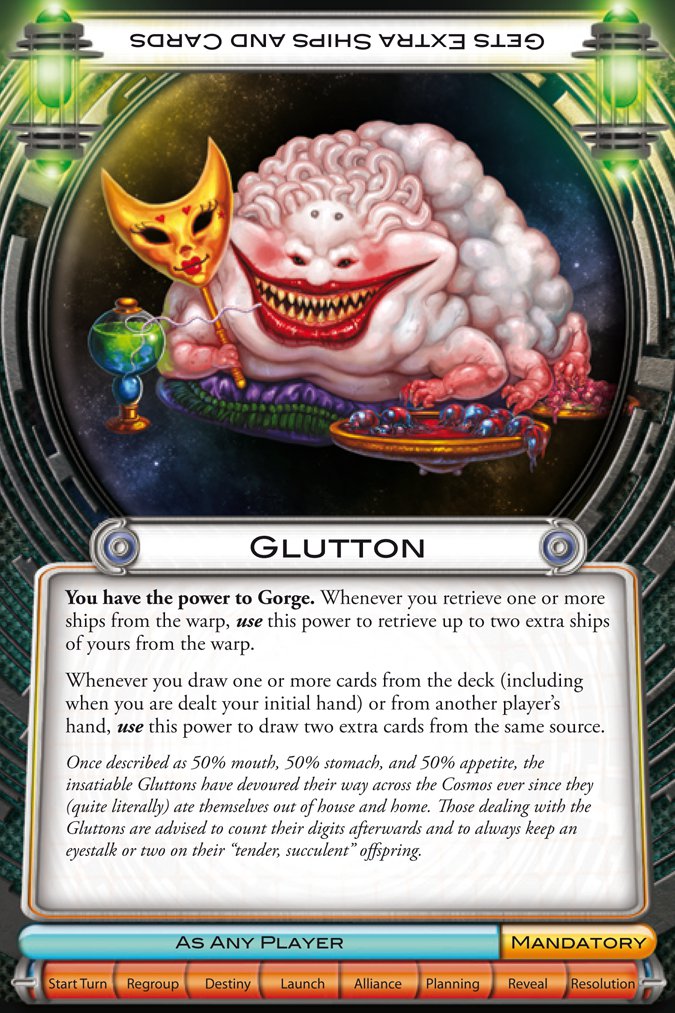 Gets Extra Ships and Cards
Glutton
You have the power to Gorge. Whenever you retrieve one or more
ships from the warp, use this power to retrieve up to two extra ships
of yours from the warp.
Whenever you draw one or more cards from the deck (including
when you are dealt your initial hand) or from another player's
hand, use this power to draw two extra cards from the same source.
Once described as 50% mouth, 50% stomach, and 50% appetite, the
insatiable Gluttons have devoured their way across the Cosmos ever since they
(quite literally) ate themselves out of house and home. Those dealing with the
Gluttons are advised to count their digits afterwards and to always keep an
eyestalk or two on their “tender, succulent” offspring.
As Any Player Mandatory
Start Turn Regroup Destiny Launch Alliance Planning Reveal Resolution